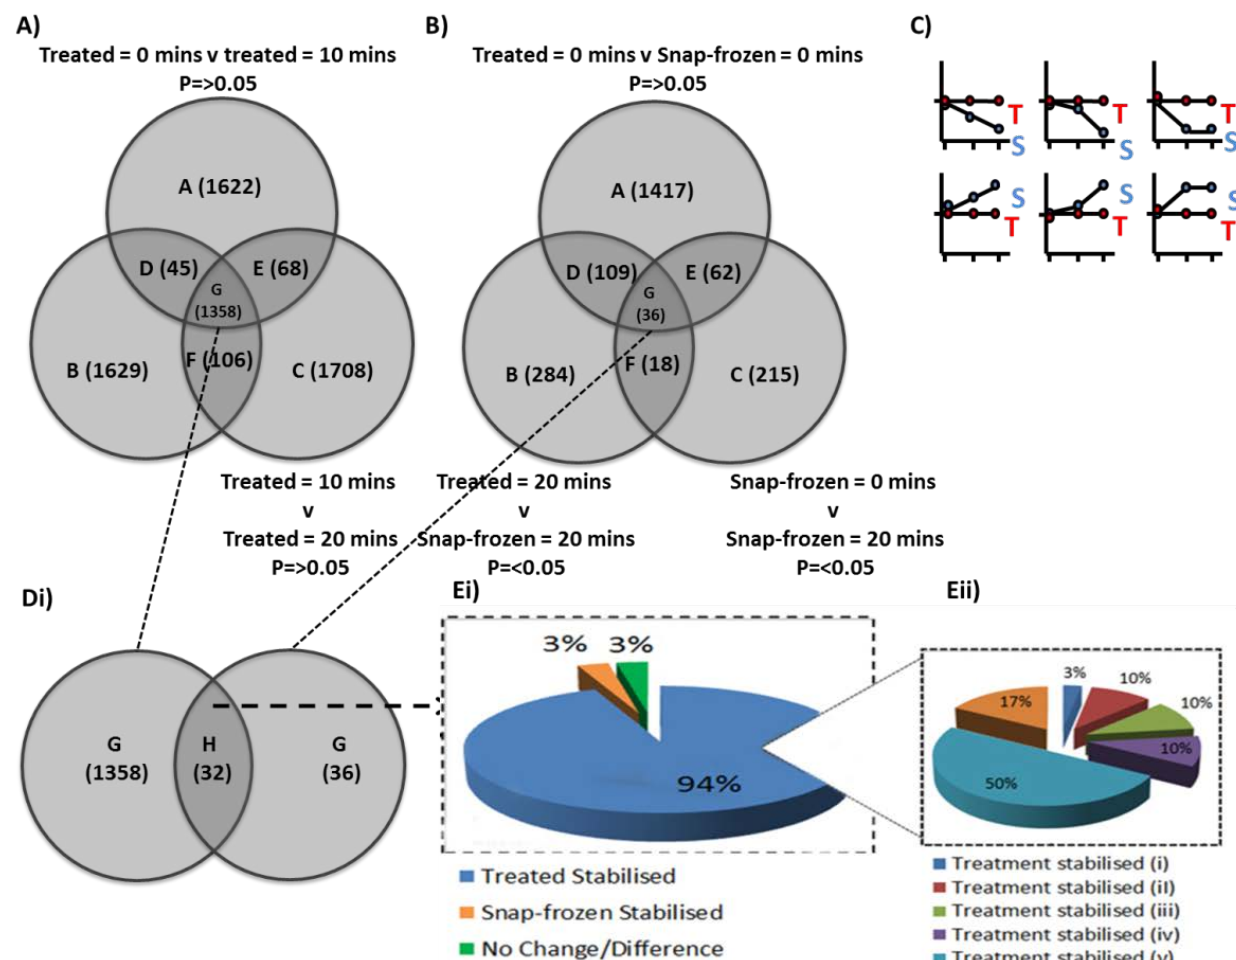 A)
Treated = 0 mins v treated = 10 mins
P=>0.05
A (1622)
D (45)
E (68)
G
(1358)
B (1629)
F (106)
C (1708)
Treated = 10 mins
v
Treated = 20 mins
P=>0.05
B)
Treated = 0 mins v Snap-frozen = 0 mins
P=>0.05
A (1417)
D (109)
E (62)
G
(36)
B (284)
F (18)
C (215)
Treated = 20 mins
v
Snap-frozen = 20 mins
P=<0.05
Snap-frozen = 0 mins
v
Snap-frozen = 20 mins
P=<0.05
C)
T
S
T
S
T
S
S
T
S
T
S
T
Di)
G
(1358)
H
(32)
G
(36)
Ei)
3%
3%
94%
Treated Stabilised
Snap-frozen Stabilised
No Change/Difference
Eii)
3%
10%
10%
10%
50%
17%
Treatment stabilised (i)
Treatment stabilised (iI)
Treatment stabilised (iii)
Treatment stabilised (iv)
Treatment stabilised (v)